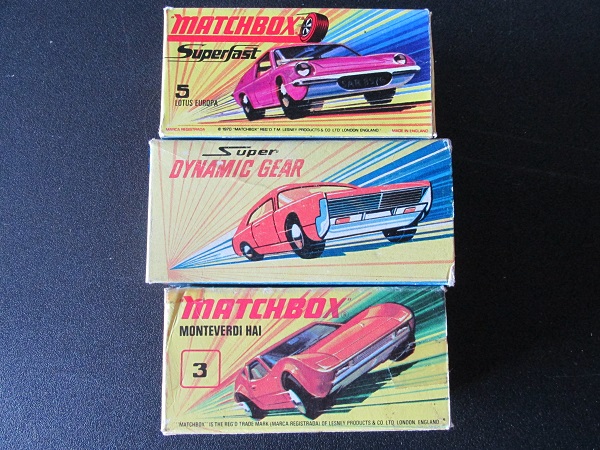 MATCHBOX
Superfast
5
LOTUS EUROPA
MARCA REGISTRADA © 1970 "MATCHBOX" REG'D T.M. LESNEY PRODUCTS & CO. LTD. LONDON, ENGLAND MADE IN ENGLAND
Super
DYNAMIC GEAR
MATCHBOX"
MONTEVERDI HAI
3
"MATCHBOX" IS THE REG'D TRADE MARK (MARCA REGISTRADA) OF LESNEY PRODUCTS & CO. LTD. LONDON, ENGLAND